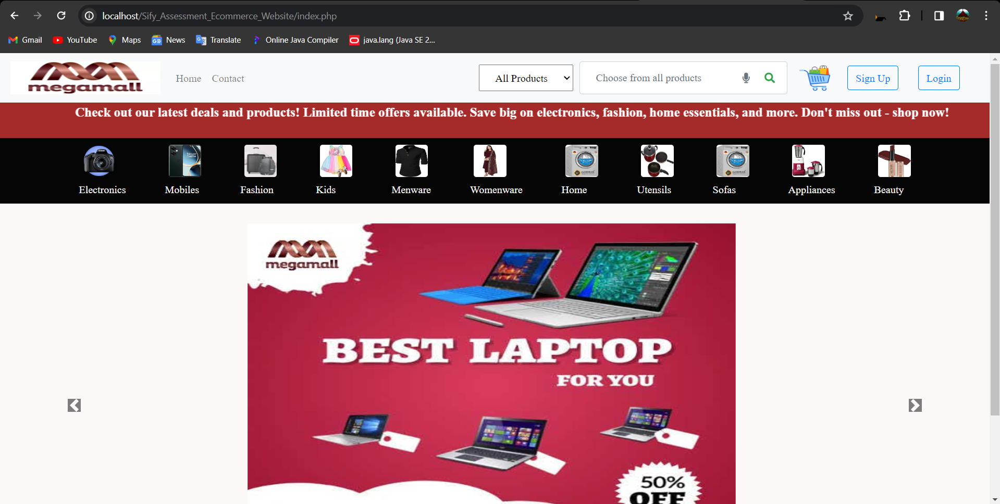 localhost/Sify_Assessment_Ecommerce_Website/index.php
Gmail YouTube Maps News Translate Online Java Compiler java.lang (Java SE 2...
megamall Home Contact All Products Choose from all products Sign Up Login
Check out our latest deals and products! Limited time offers available. Save big on electronics, fashion, home essentials, and more. Don't miss out - shop now!
Electronics Mobiles Fashion Kids Menware Womenware Home Utensils Sofas Appliances Beauty
megamall
BEST LAPTOP
FOR YOU
50%
OFF